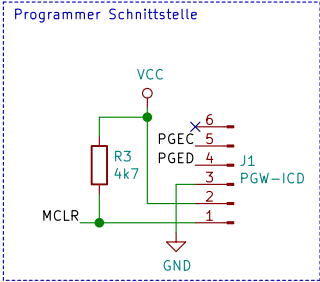 Programmer Schnittstelle
VCC
6
PGEC 5
PGED 4
J1
R3
4k7
3
PGW-ICD
2
MCLR
1
GND